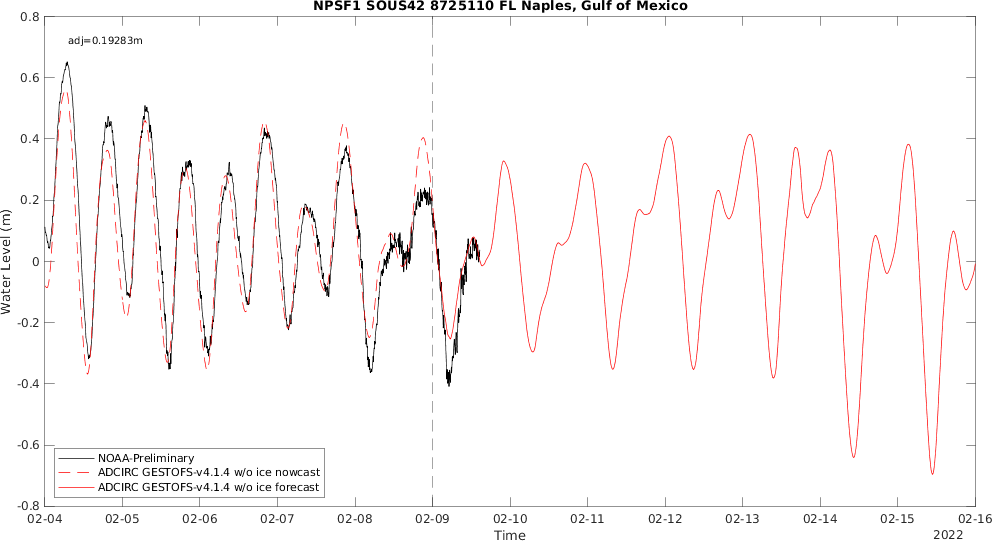 NPSF1 SOUS42 8725110 FL Naples, Gulf of Mexico
adj=0.19283m
0.8
0.6
0.4
0.2
0
-0.2
-0.4
-0.6
-0.8
Water Level (m)
NOAA-Preliminary
ADCIRC GESTOFS-v4.1.4 w/o ice nowcast
ADCIRC GESTOFS-v4.1.4 w/o ice forecast
02-04 02-05 02-06 02-07 02-08 02-09 02-10 02-11 02-12 02-13 02-14 02-15 02-16
Time
2022